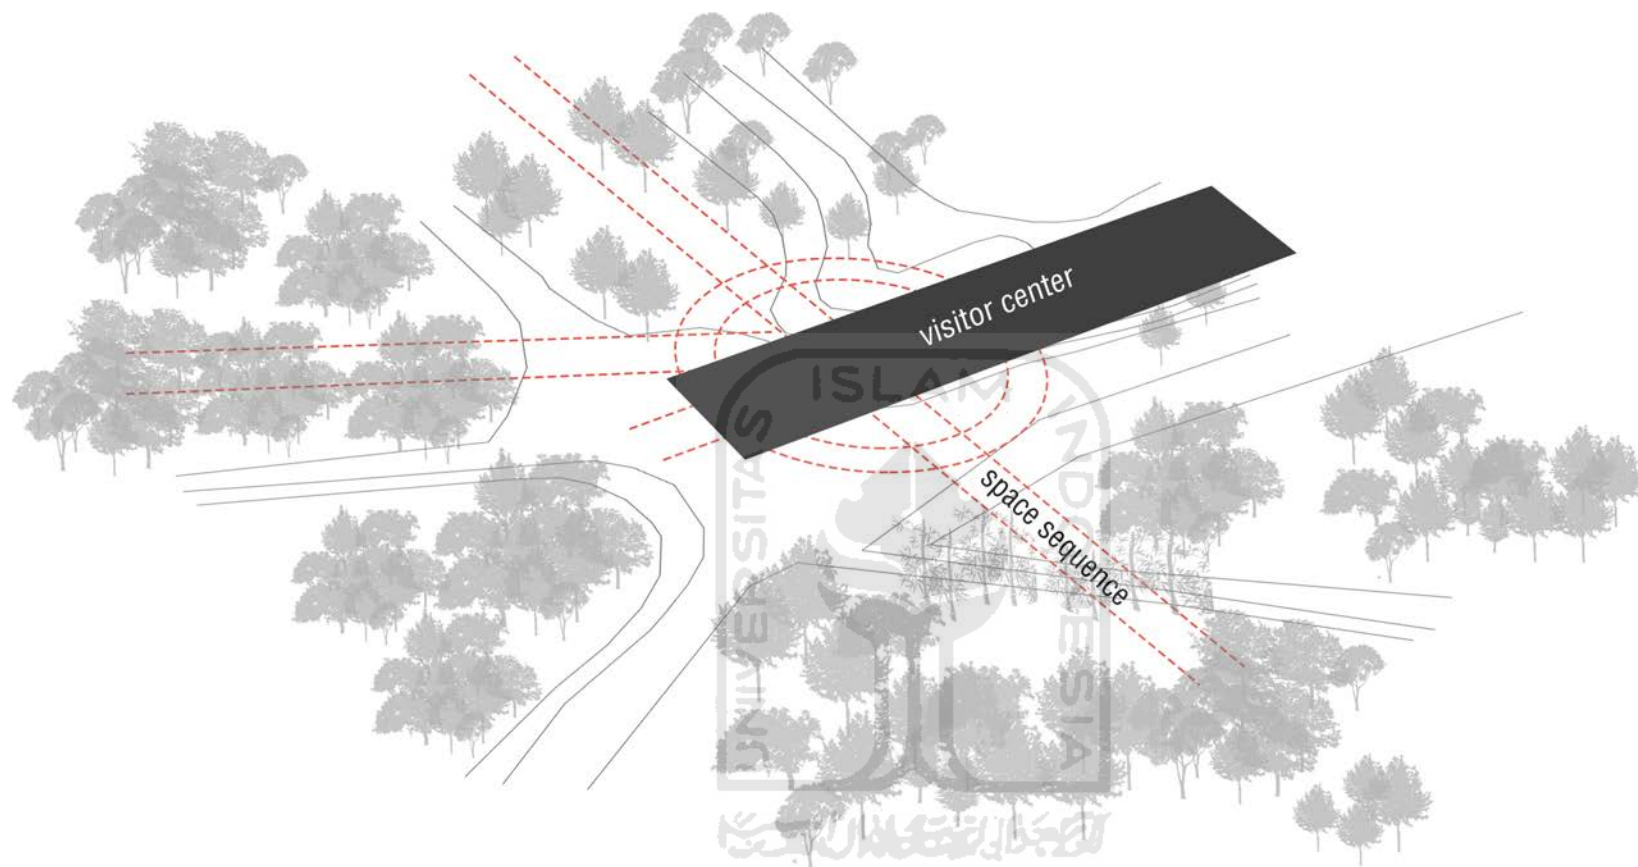 visitor center
UNIVERSITAS
ISLAM
INDONESIA
space sequence